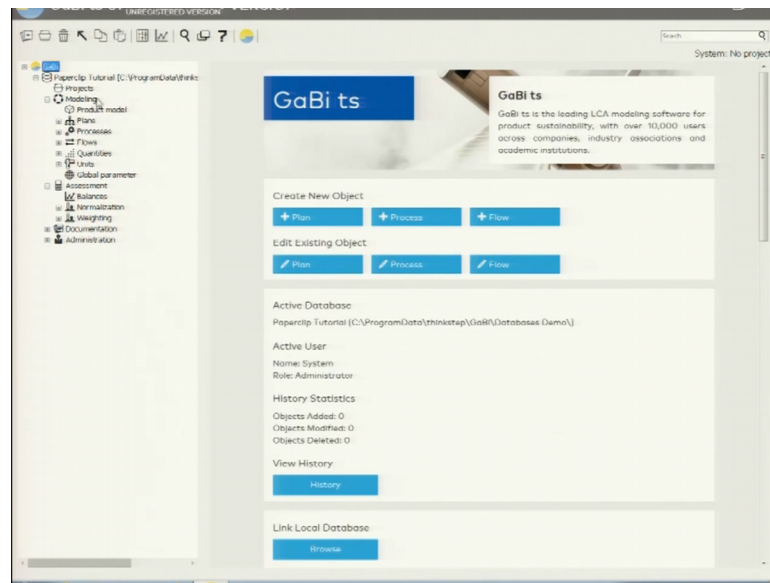 UNREGISTERED VERSION
Search
System: No project
GaBi
Paperclip Tutorial [C:\ProgramData\thinks
Projects
Modeling
Product model
Plans
Processes
Flows
Quantities
Units
Global parameter
Assessment
Balances
Normalization
Weighting
Documentation
Administration
GaBi ts
GaBi ts
GaBi ts is the leading LCA modeling software for
product sustainability, with over 10,000 users
across companies, industry associations and
academic institutions.
Create New Object
+ Plan
+ Process
+ Flow
Edit Existing Object
Plan
Process
Flow
Active Database
Paperclip Tutorial [C:\ProgramData\thinkstep\GaBi\Databases Demo\]
Active User
Name: System
Role: Administrator
History Statistics
Objects Added: 0
Objects Modified: 0
Objects Deleted: 0
View History
History
Link Local Database
Browse